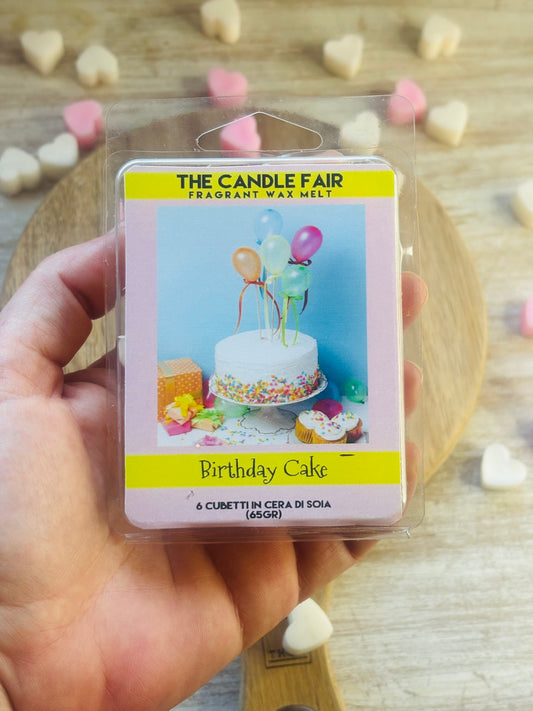 THE CANDLE FAIR
FRAGRANT WAX MELT
Birthday Cake
6 CUBETTI IN CERA DI SOIA
(65GR)